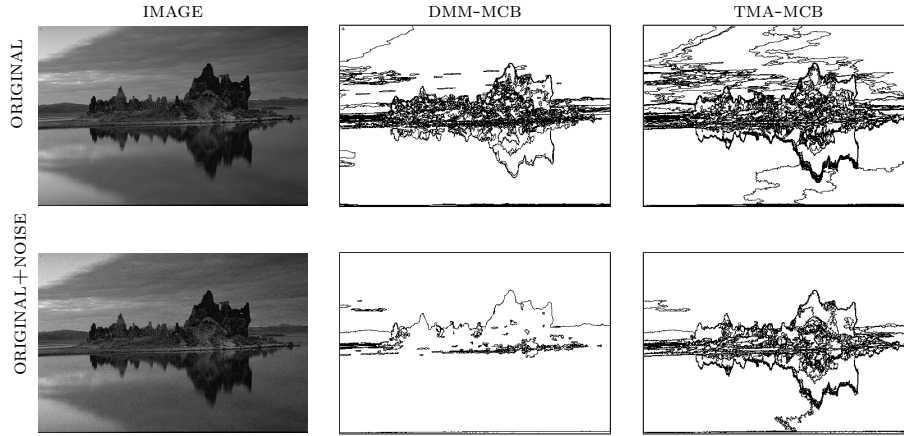 IMAGE DMM-MCB TMA-MCB
ORIGINAL
ORIGINAL+NOISE